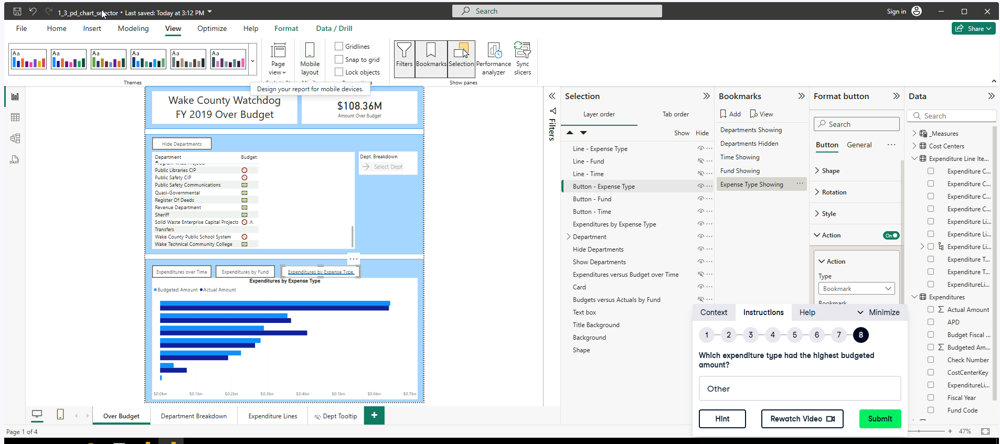 1_3_pd_chart_selector • Last saved: Today at 3:12 PM
Search
Sign in
File Home Insert Modeling View Optimize Help Format Data / Drill
Share
Aa Aa Aa Aa Aa Aa
Page view
Mobile layout
Gridlines
Snap to grid
Lock objects
Filters Bookmarks Selection Performance analyzer Sync slicers
Themes
Show panes
Design your report for mobile devices.
Wake County Watchdog
FY 2019 Over Budget
$108.36M
Amount Over Budget
Hide Departments
Department Budget
Program Wide Projects
Public Libraries CIP
Public Safety CIP
Public Safety Communications
Quasi-Governmental
Register Of Deeds
Revenue Department
Sheriff
Solid Waste Enterprise Capital Projects
Transfers
Wake County Public School System
Wake Technical Community College
Dept. Breakdown
Select Dept
Expenditures over Time Expenditures by Fund Expenditures by Expense Type
Expenditures by Expense Type
Budgeted Amount Actual Amount
$0.0bn $0.1bn $0.2bn $0.3bn $0.4bn $0.5bn $0.6bn $0.7bn
Over Budget Department Breakdown Expenditure Lines Dept Tooltip +
Page 1 of 4
Filters
Selection
Layer order Tab order
Show Hide
Line - Expense Type
Line - Fund
Line - Time
Button - Expense Type
Button - Fund
Button - Time
Expenditures by Expense Type
Department
Hide Departments
Show Departments
Expenditures versus Budget over Time
Card
Budgets versus Actuals by Fund
Text box
Title Background
Background
Shape
Bookmarks
Add View
Departments Showing
Departments Hidden
Time Showing
Fund Showing
Expense Type Showing
Format button
Search
Button General
Shape
Rotation
Style
Action On
Action
Type
Bookmark
Bookmark
Data
Search
_Measures
Cost Centers
Expenditure Line Ite...
Expenditure C...
Expenditure C...
Expenditure C...
Expenditure C...
Expenditure Li...
Expenditure Li...
Expenditure Li...
Expenditure T...
Expenditure T...
ExpenditureLi...
Expenditures
Actual Amount
APD
Budget Fiscal ...
Budgeted Am...
Check Number
CostCenterKey
ExpenditureLi...
Fiscal Year
Fund Code
Context Instructions Help Minimize
1 2 3 4 5 6 7 8
Which expenditure type had the highest budgeted
amount?
Other
Hint Rewatch Video Submit
+ 47%